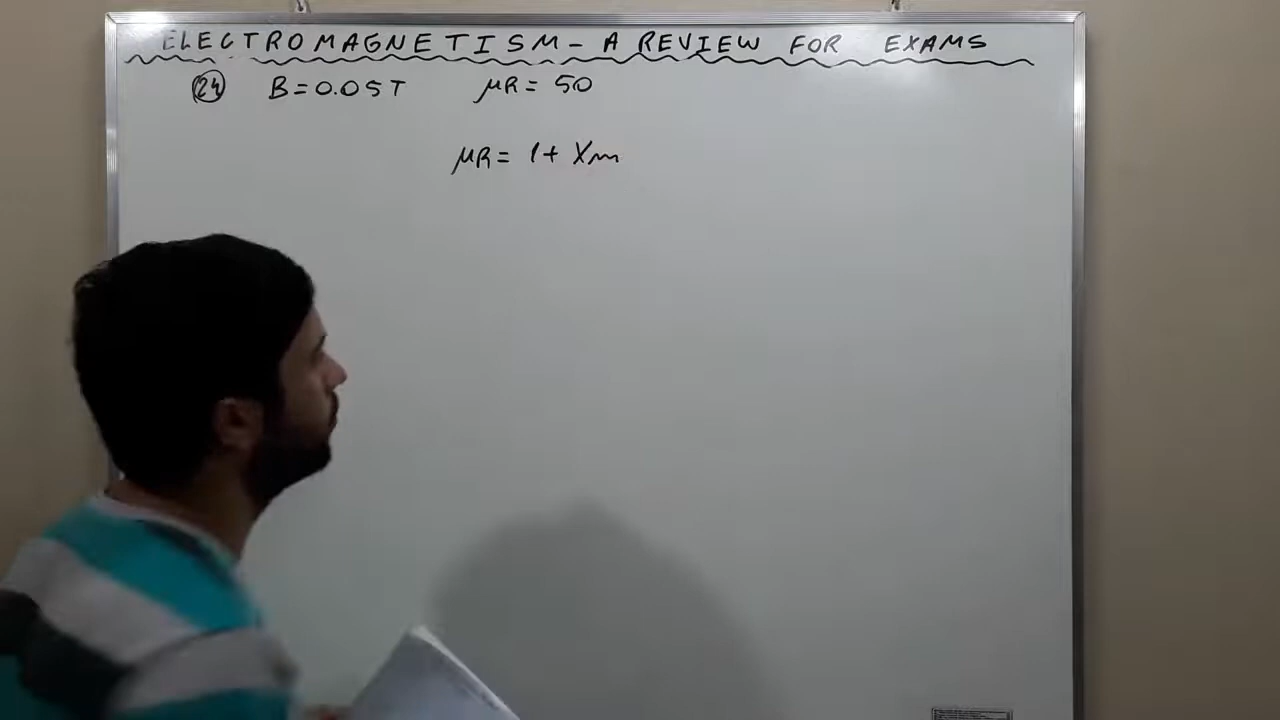 ELECTROMAGNETISM - A REVIEW FOR EXAMS
24 B = 0.05T μR = 50
μR = 1 + Xm